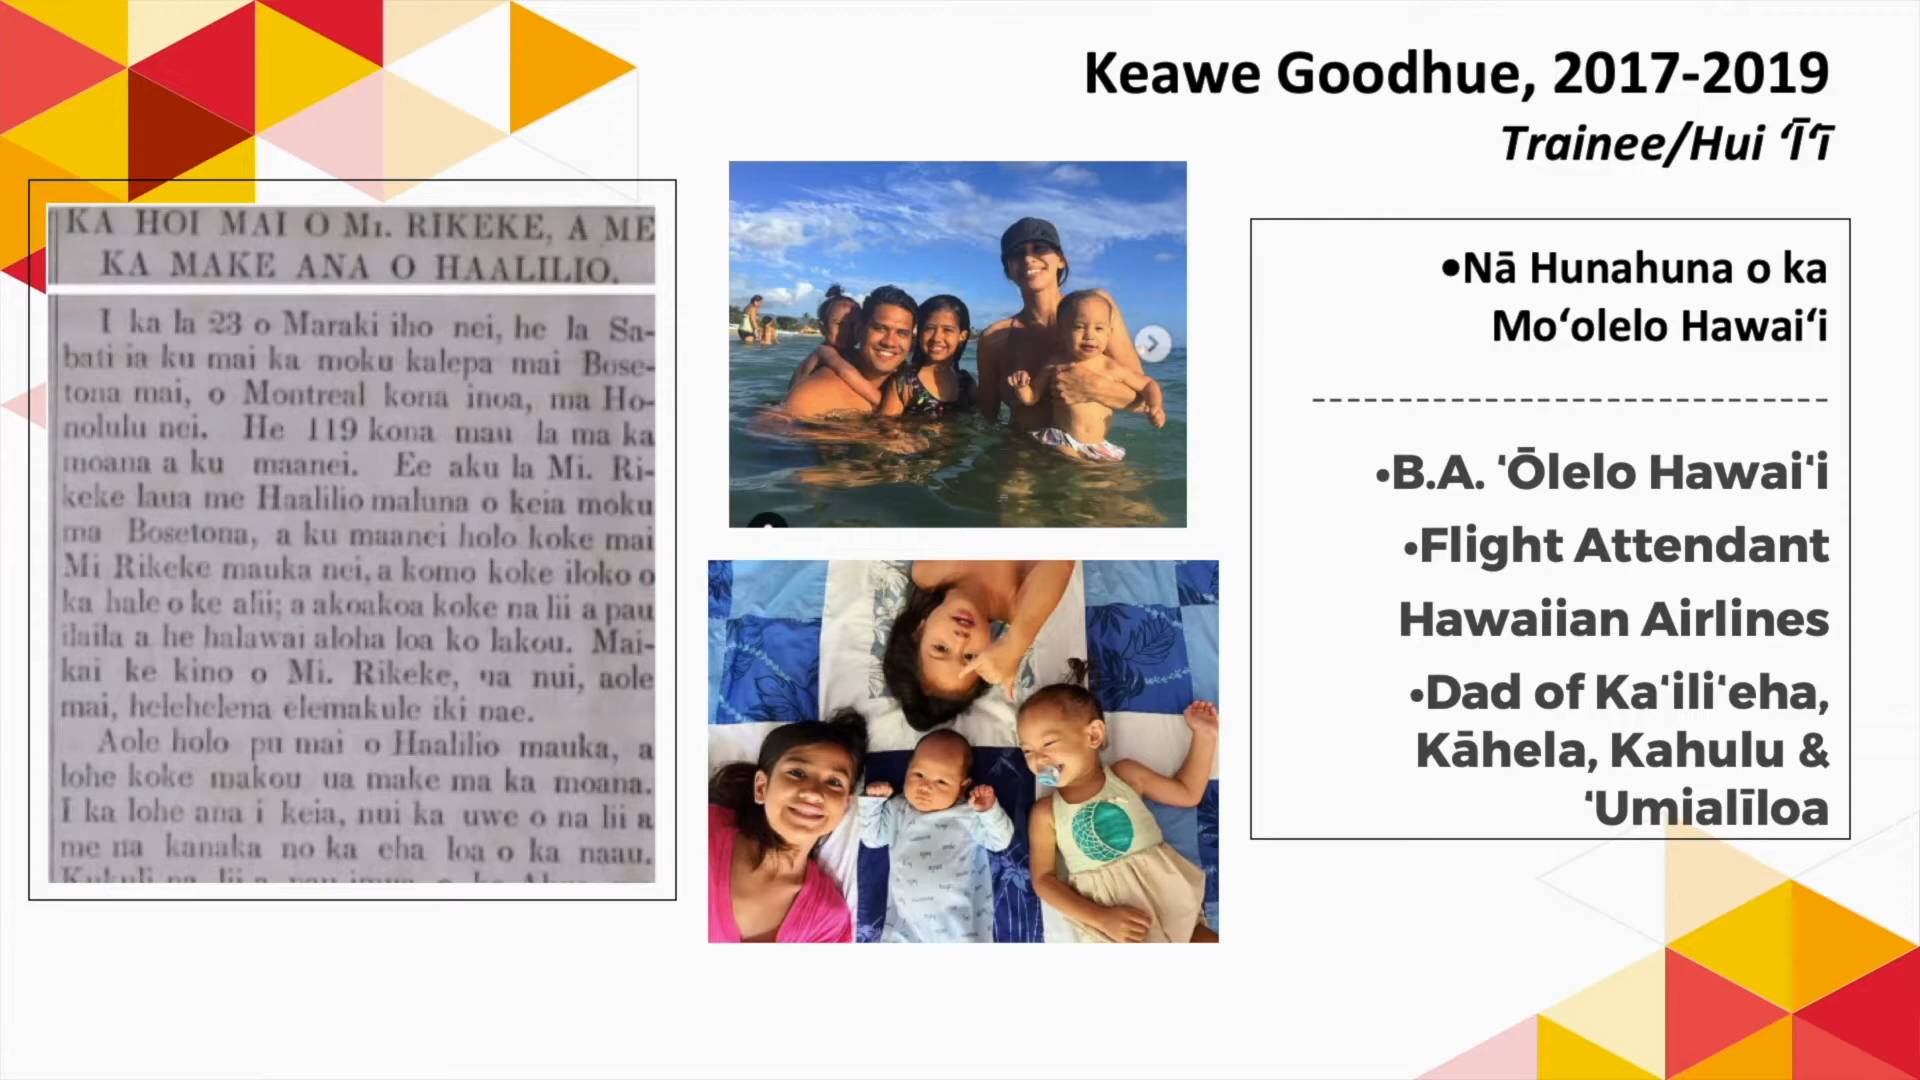 Keawe Goodhue, 2017-2019
Trainee/Hui ʻĪʻī
KA HOI MAI O MI. RIKEKE, A ME
KA MAKE ANA O HAALILIO.
I ka la 23 o Maraki iho nei, he la Sa-
bati ia ku mai ka moku kalepa mai Bose-
tona mai, o Montreal kona inoa, ma Ho-
nolulu nei. He 119 kona mau la ma ka
moana a ku maanei. Ee aku la Mi. Ri-
keke laua me Haalilio maluna o keia moku
ma Bosetona, a ku maanei holo koke mai
Mi Rikeke mauka nei, a komo koke iloko o
ka hale o ke alii; a akoakoa koke na lii a pau
ilaila a he halawai aloha loa ko lakou. Mai-
kai ke kino o Mi. Rikeke, ua nui, aole
mai, helehelena elemakule iki nae.
Aole holo pu mai o Haalilio mauka, a
lohe koke makou ua make ma ka moana.
I ka lohe ana i keia, nui ka uwe o na lii a
me na kanaka no ka eha loa o ka naau.
•Nā Hunahuna o ka
Moʻolelo Hawaiʻi
------------------------------
•B.A. ʻŌlelo Hawaiʻi
•Flight Attendant
Hawaiian Airlines
•Dad of Kaʻiliʻeha,
Kāhela, Kahulu &
ʻUmialīloa